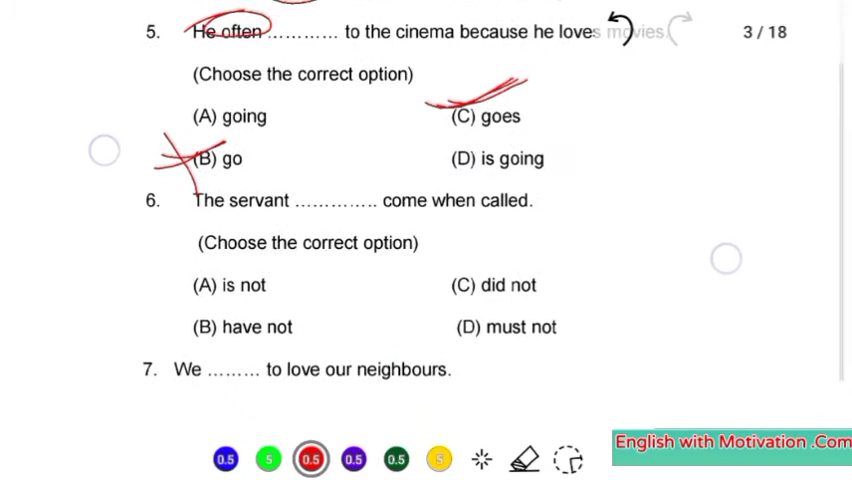 5. He often ............ to the cinema because he loves movies. 3 / 18
(Choose the correct option)
(A) going (C) goes
(B) go (D) is going
6. The servant .............. come when called.
(Choose the correct option)
(A) is not (C) did not
(B) have not (D) must not
7. We ......... to love our neighbours.
0.5 5 0.5 0.5 0.5 5
English with Motivation .Com